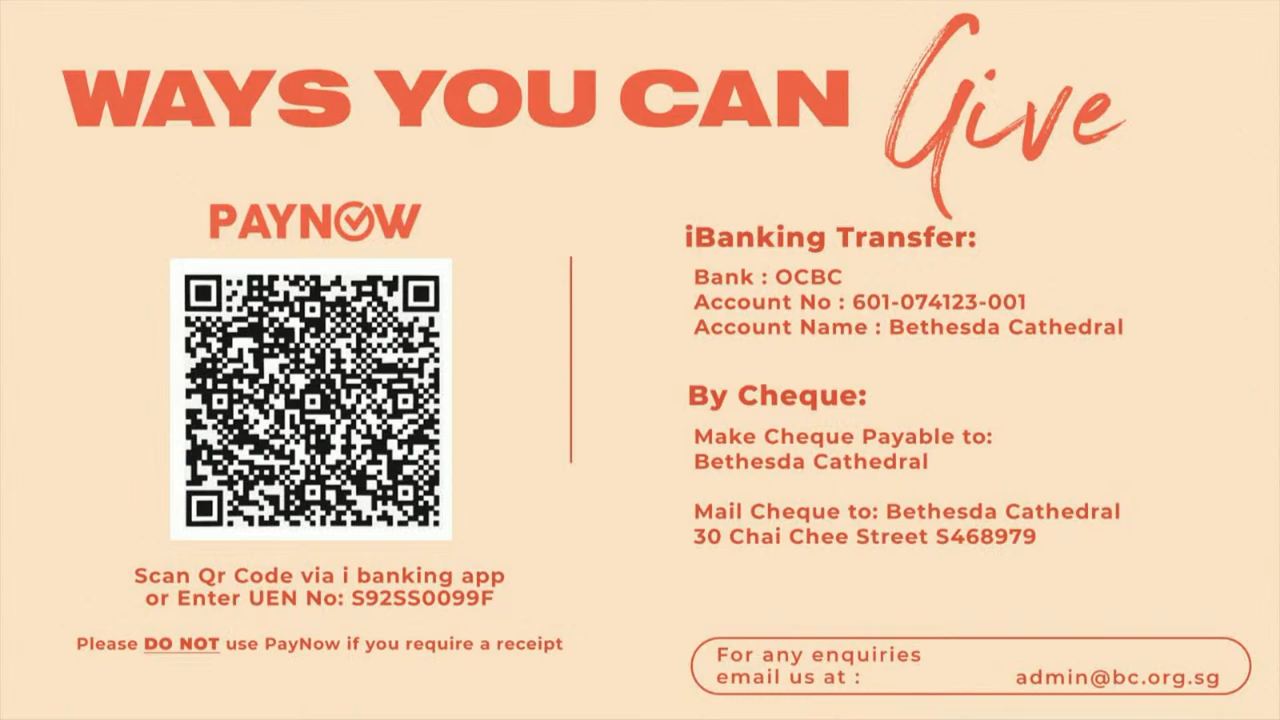 WAYS YOU CAN Give
PAYNOW
Scan Qr Code via i banking app
or Enter UEN No: S92SS0099F
Please DO NOT use PayNow if you require a receipt
iBanking Transfer:
Bank : OCBC
Account No : 601-074123-001
Account Name : Bethesda Cathedral
By Cheque:
Make Cheque Payable to:
Bethesda Cathedral
Mail Cheque to: Bethesda Cathedral
30 Chai Chee Street S468979
For any enquiries
email us at : admin@bc.org.sg